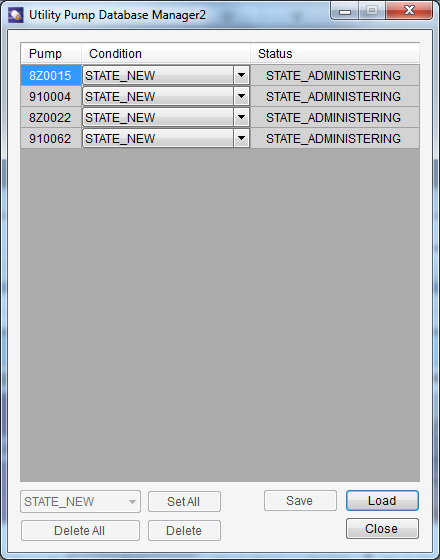 Utility Pump Database Manager2
Pump Condition Status
8Z0015 STATE_NEW STATE_ADMINISTERING
910004 STATE_NEW STATE_ADMINISTERING
8Z0022 STATE_NEW STATE_ADMINISTERING
910062 STATE_NEW STATE_ADMINISTERING
STATE_NEW Set All Save Load
Delete All Delete Close